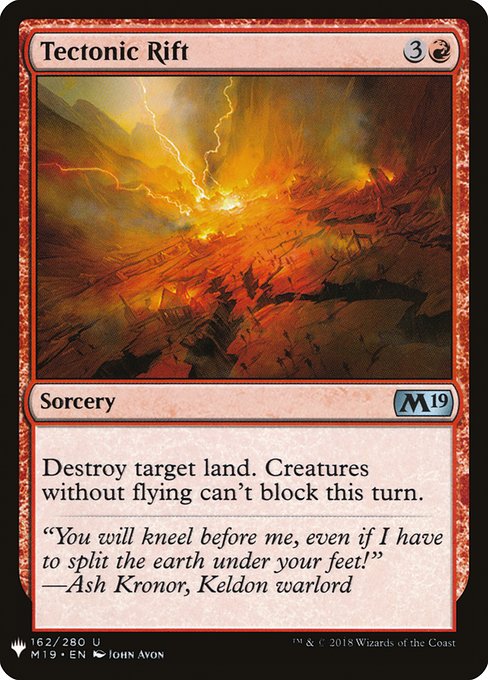 Tectonic Rift 3
Sorcery M19
Destroy target land. Creatures
without flying can't block this turn.
“You will kneel before me, even if I have
to split the earth under your feet!”
—Ash Kronor, Keldon warlord
162/280 U
M19 • EN John Avon
™ & © 2018 Wizards of the Coast